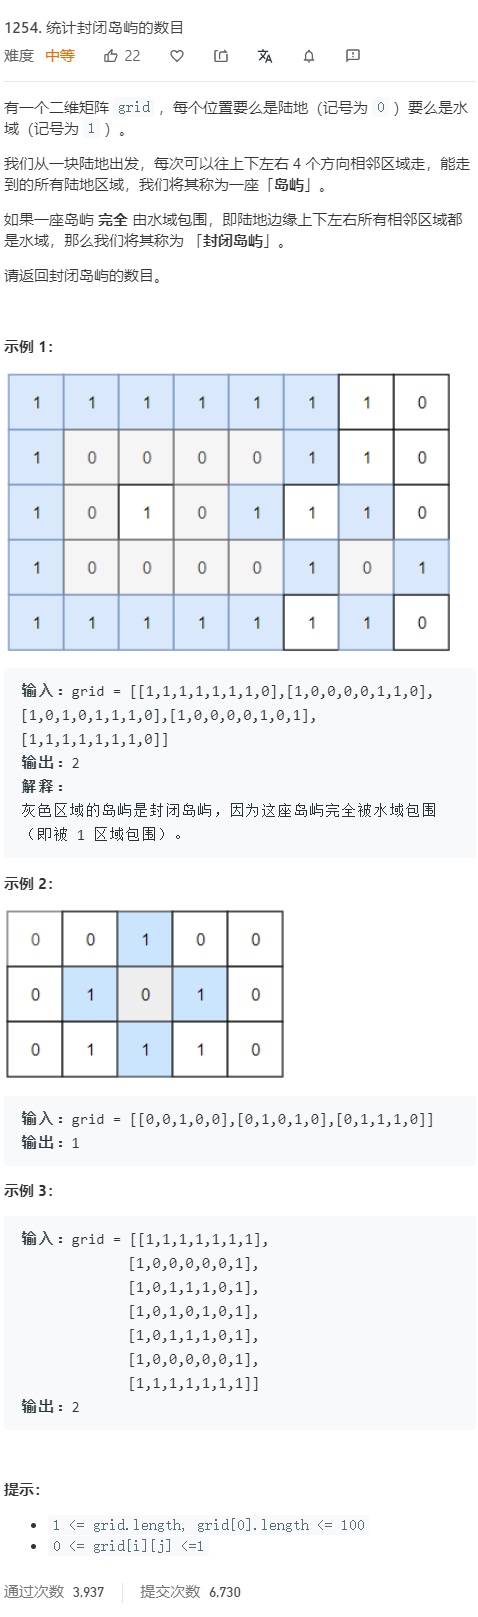 1254. 统计封闭岛屿的数目
难度 中等 22
有一个二维矩阵 grid ，每个位置要么是陆地（记号为 0 ）要么是水
域（记号为 1 ）。
我们从一块陆地出发，每次可以往上下左右 4 个方向相邻区域走，能走
到的所有陆地区域，我们将其称为一座「岛屿」。
如果一座岛屿 完全 由水域包围，即陆地边缘上下左右所有相邻区域都
是水域，那么我们将其称为 「封闭岛屿」。
请返回封闭岛屿的数目。
示例 1：
1 1 1 1 1 1 1 0
1 0 0 0 0 1 1 0
1 0 1 0 1 1 1 0
1 0 0 0 0 1 0 1
1 1 1 1 1 1 1 0
输入：grid = [[1,1,1,1,1,1,1,0],[1,0,0,0,0,1,1,0],
[1,0,1,0,1,1,1,0],[1,0,0,0,0,1,0,1],
[1,1,1,1,1,1,1,0]]
输出：2
解释：
灰色区域的岛屿是封闭岛屿，因为这座岛屿完全被水域包围
（即被 1 区域包围）。
示例 2：
0 0 1 0 0
0 1 0 1 0
0 1 1 1 0
输入：grid = [[0,0,1,0,0],[0,1,0,1,0],[0,1,1,1,0]]
输出：1
示例 3：
输入：grid = [[1,1,1,1,1,1,1],
[1,0,0,0,0,0,1],
[1,0,1,1,1,0,1],
[1,0,1,0,1,0,1],
[1,0,1,1,1,0,1],
[1,0,0,0,0,0,1],
[1,1,1,1,1,1,1]]
输出：2
提示：
• 1 <= grid.length, grid[0].length <= 100
• 0 <= grid[i][j] <=1
通过次数 3,937 提交次数 6,730